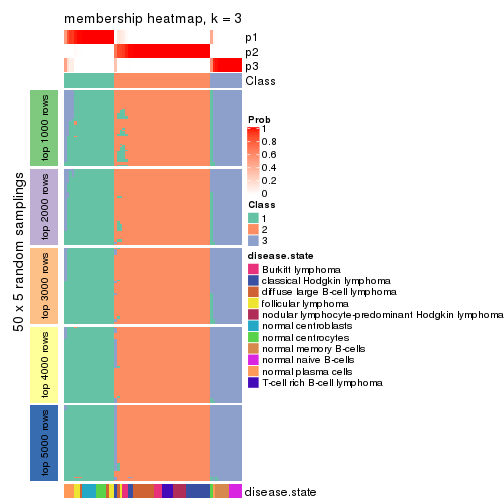 membership heatmap, k = 3
p1
p2
p3
Class
50 x 5 random samplings
top 1000 rows
top 2000 rows
top 3000 rows
top 4000 rows
top 5000 rows
Prob
1
0.8
0.6
0.4
0.2
0
Class
1
2
3
disease.state
Burkitt lymphoma
classical Hodgkin lymphoma
diffuse large B-cell lymphoma
follicular lymphoma
nodular lymphocyte-predominant Hodgkin lymphoma
normal centroblasts
normal centrocytes
normal memory B-cells
normal naive B-cells
normal plasma cells
T-cell rich B-cell lymphoma
disease.state